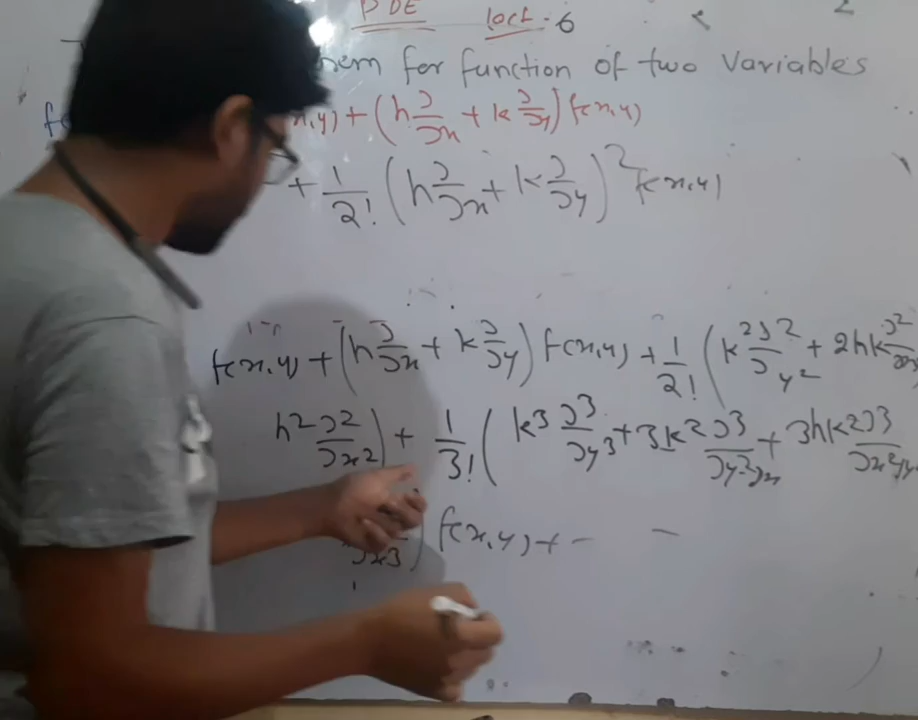 PDE Lect-6
for function of two variables
x,y) + (h ∂/∂x + k ∂/∂y) f(x,y)
+ 1/2! (h ∂/∂x + k ∂/∂y)² f(x,y)
f(x,y) + (h ∂/∂x + k ∂/∂y) f(x,y) + 1/2! (k² ∂²/∂y² + 2hk ∂²/∂x
h² ∂²/∂x²) + 1/3! (k³ ∂³/∂y³ + 3k² ∂³/∂y²∂x + 3hk² ∂³/∂x²∂y
∂x3) f(x,y) + - -